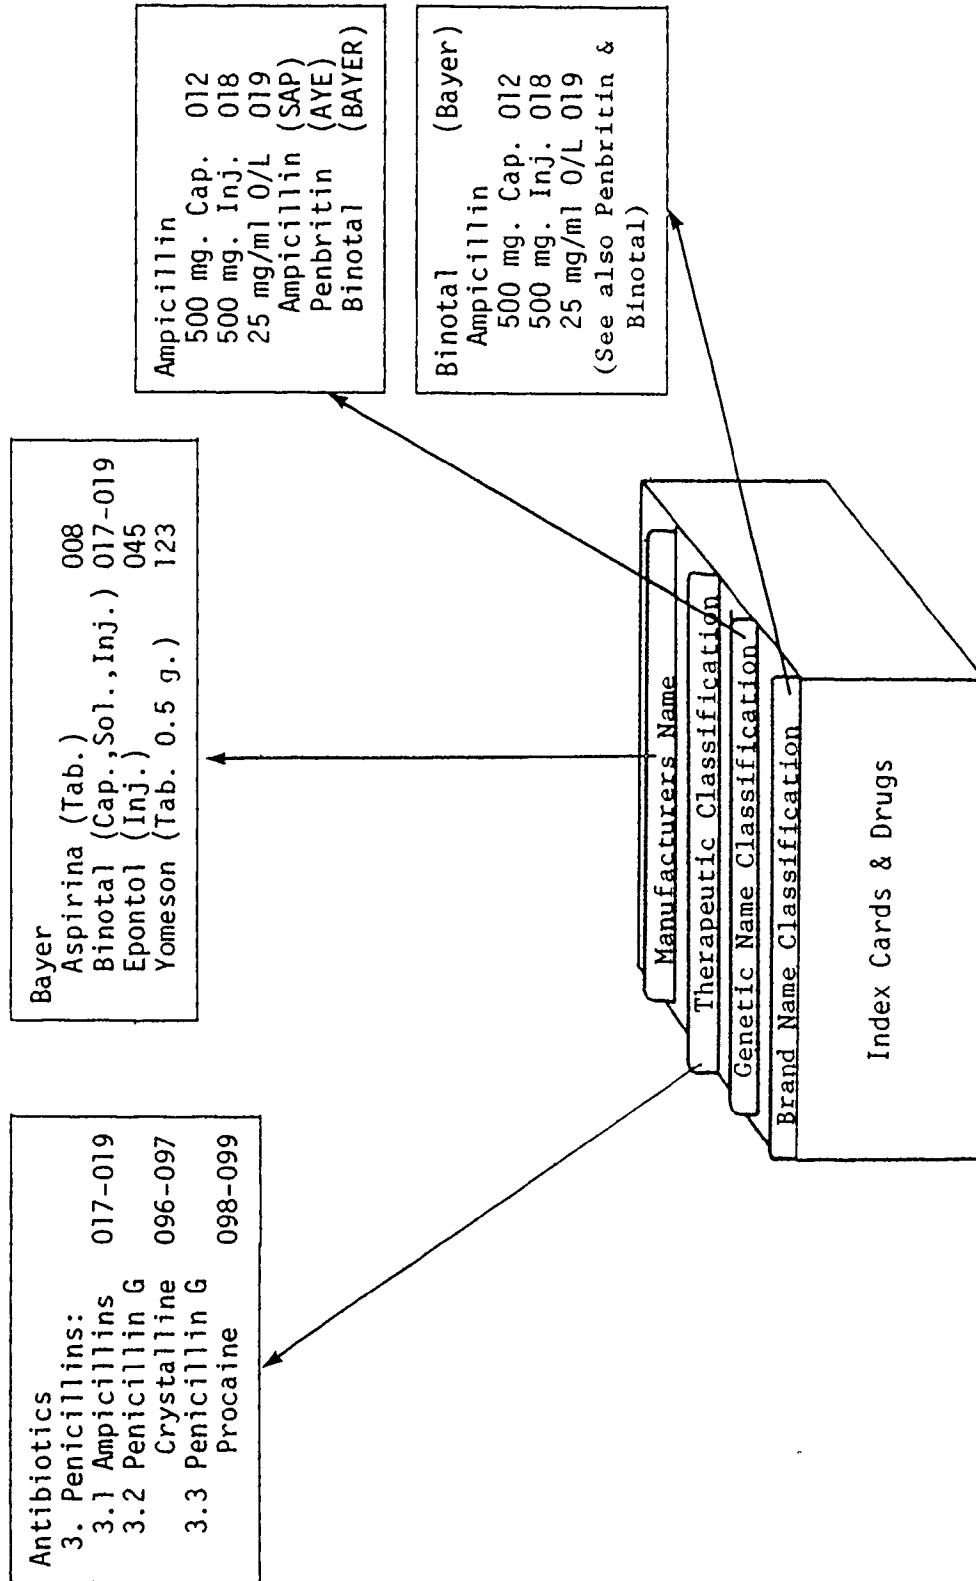 Antibiotics
3. Penicillins:
3.1 Ampicillins 017-019
3.2 Penicillin G
Crystalline 096-097
3.3 Penicillin G
Procaine 098-099
Bayer
Aspirina (Tab.) 008
Binotal (Cap.,Sol.,Inj.) 017-019
Epontol (Inj.) 045
Yomeson (Tab. 0.5 g.) 123
Ampicillin
500 mg. Cap. 012
500 mg. Inj. 018
25 mg/ml O/L 019
Ampicillin (SAP)
Penbritin (AYE)
Binotal (BAYER)
Binotal (Bayer)
Ampicillin
500 mg. Cap. 012
500 mg. Inj. 018
25 mg/ml O/L 019
(See also Penbritin &
Binotal)
Manufacturers Name
Therapeutic Classification
Genetic Name Classification
Brand Name Classification
Index Cards & Drugs